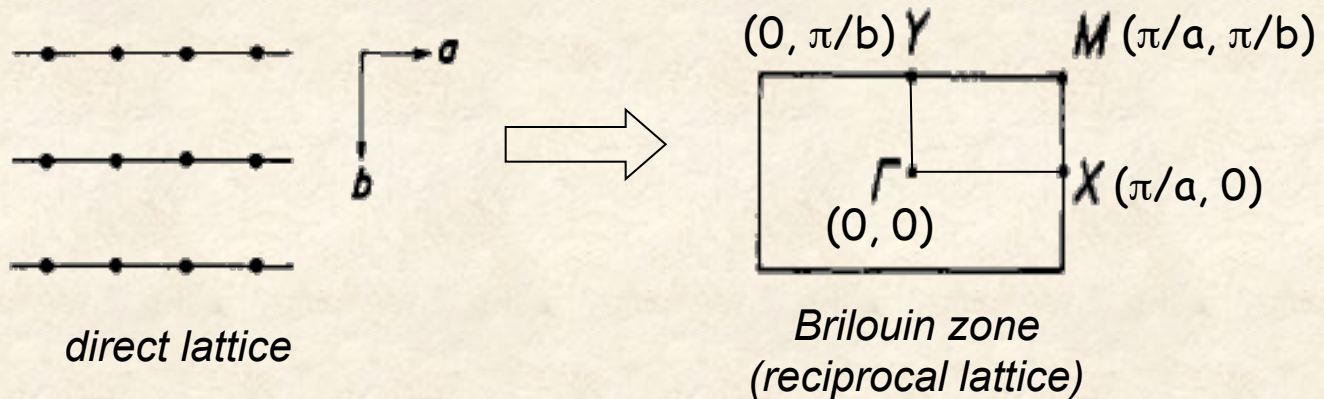 a
b
direct lattice
(0, π/b) Y
M (π/a, π/b)
Γ
X (π/a, 0)
(0, 0)
Brilouin zone
(reciprocal lattice)